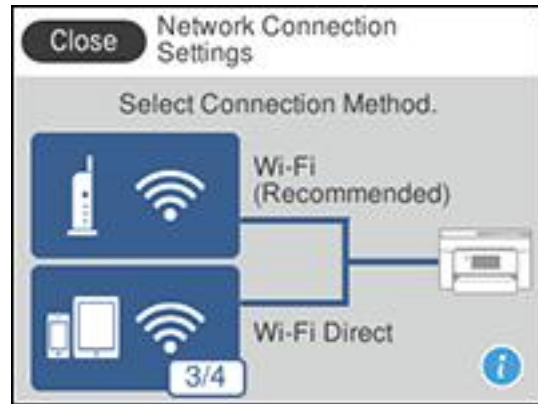 Close
Network Connection
Settings
Select Connection Method.
Wi-Fi
(Recommended)
Wi-Fi Direct
3/4
i